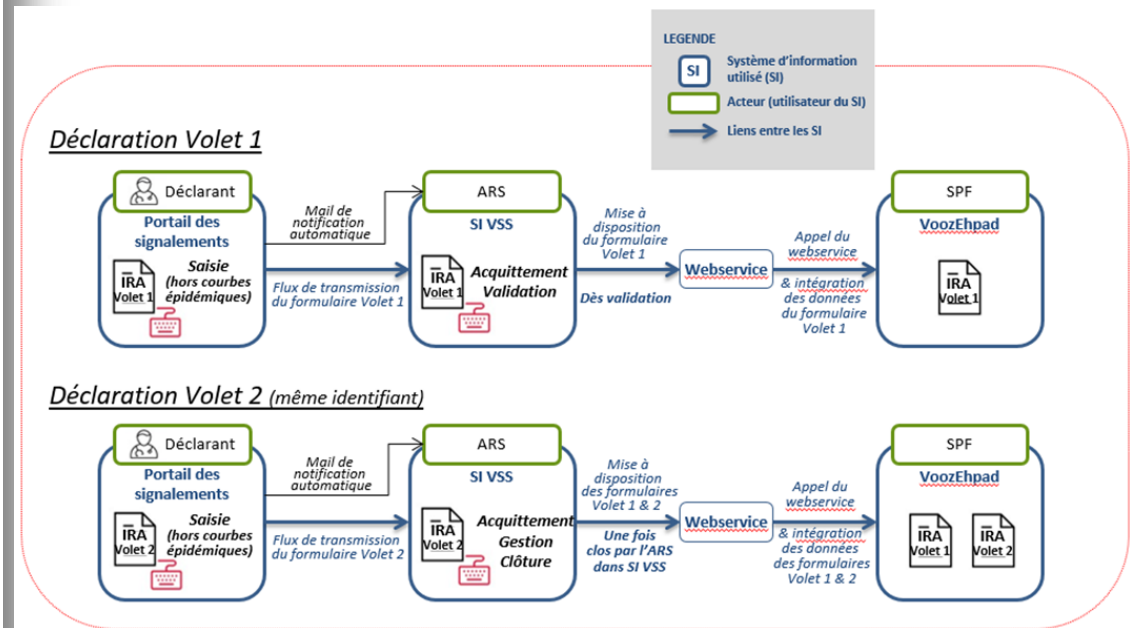 LEGENDE
SI
Système d'information
utilisé (SI)
Acteur (utilisateur du SI)
Liens entre les SI
Déclaration Volet 1
Déclarant
Portail des
signalements
IRA
Volet 1
Saisie
(hors courbes
épidémiques)
Mail de
notification
automatique
Flux de transmission
du formulaire Volet 1
ARS
SI VSS
IRA
Volet 1
Acquittement
Validation
Mise à
disposition
du formulaire
Volet 1
Dès validation
Webservice
Appel du
webservice
& intégration
des données
du formulaire
Volet 1
SPF
VoozEhpad
IRA
Volet 1
Déclaration Volet 2 (même identifiant)
Déclarant
Portail des
signalements
IRA
Volet 2
Saisie
(hors courbes
épidémiques)
Mail de
notification
automatique
Flux de transmission
du formulaire Volet 2
ARS
SI VSS
IRA
Volet 2
Acquittement
Gestion
Clôture
Mise à
disposition
des formulaires
Volet 1 & 2
Une fois
clos par l'ARS
dans SI VSS
Webservice
Appel du
webservice
& intégration
des données
des formulaires
Volet 1 & 2
SPF
VoozEhpad
IRA
Volet 1
IRA
Volet 2